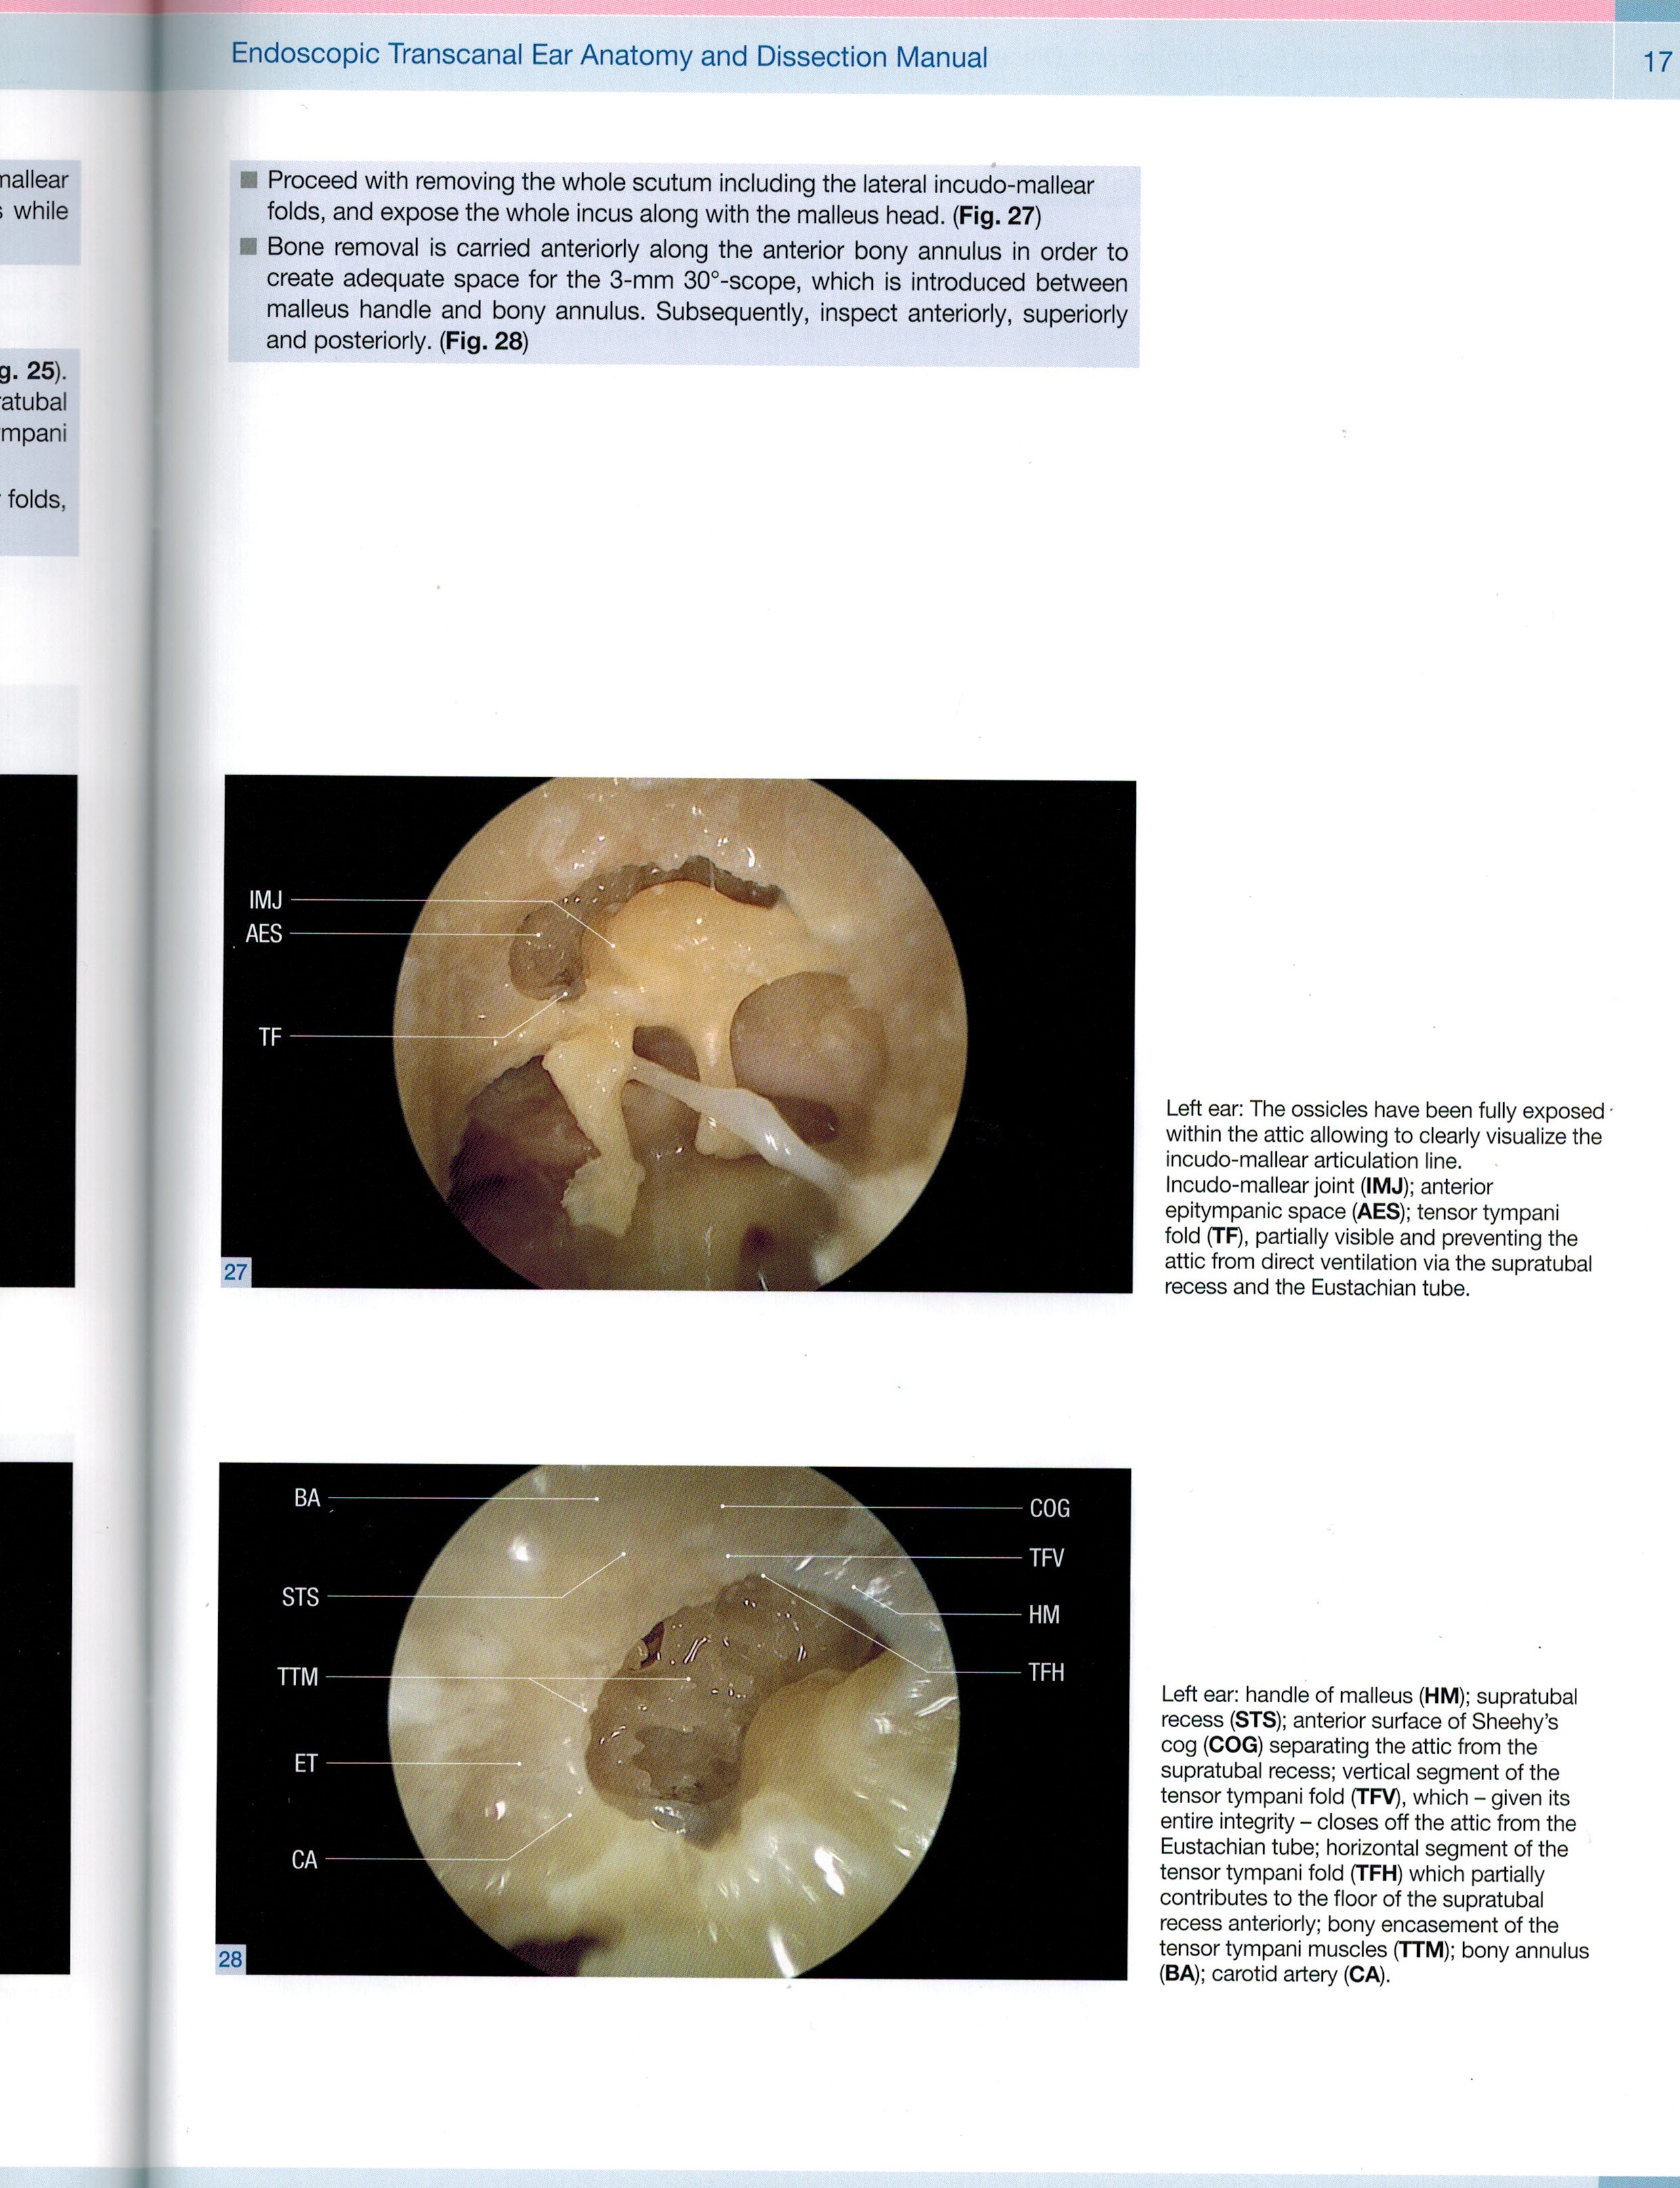 Endoscopic Transcanal Ear Anatomy and Dissection Manual
17
while
g. 25).
folds,
■ Proceed with removing the whole scutum including the lateral incudo-mallear
folds, and expose the whole incus along with the malleus head. (Fig. 27)
■ Bone removal is carried anteriorly along the anterior bony annulus in order to
create adequate space for the 3-mm 30°-scope, which is introduced between
malleus handle and bony annulus. Subsequently, inspect anteriorly, superiorly
and posteriorly. (Fig. 28)
IMJ
AES
TF
27
Left ear: The ossicles have been fully exposed
within the attic allowing to clearly visualize the
incudo-mallear articulation line.
Incudo-mallear joint (IMJ); anterior
epitympanic space (AES); tensor tympani
fold (TF), partially visible and preventing the
attic from direct ventilation via the supratubal
recess and the Eustachian tube.
BA
STS
TTM
ET
CA
COG
TFV
HM
TFH
28
Left ear: handle of malleus (HM); supratubal
recess (STS); anterior surface of Sheehy's
cog (COG) separating the attic from the
supratubal recess; vertical segment of the
tensor tympani fold (TFV), which – given its
entire integrity – closes off the attic from the
Eustachian tube; horizontal segment of the
tensor tympani fold (TFH) which partially
contributes to the floor of the supratubal
recess anteriorly; bony encasement of the
tensor tympani muscles (TTM); bony annulus
(BA); carotid artery (CA).